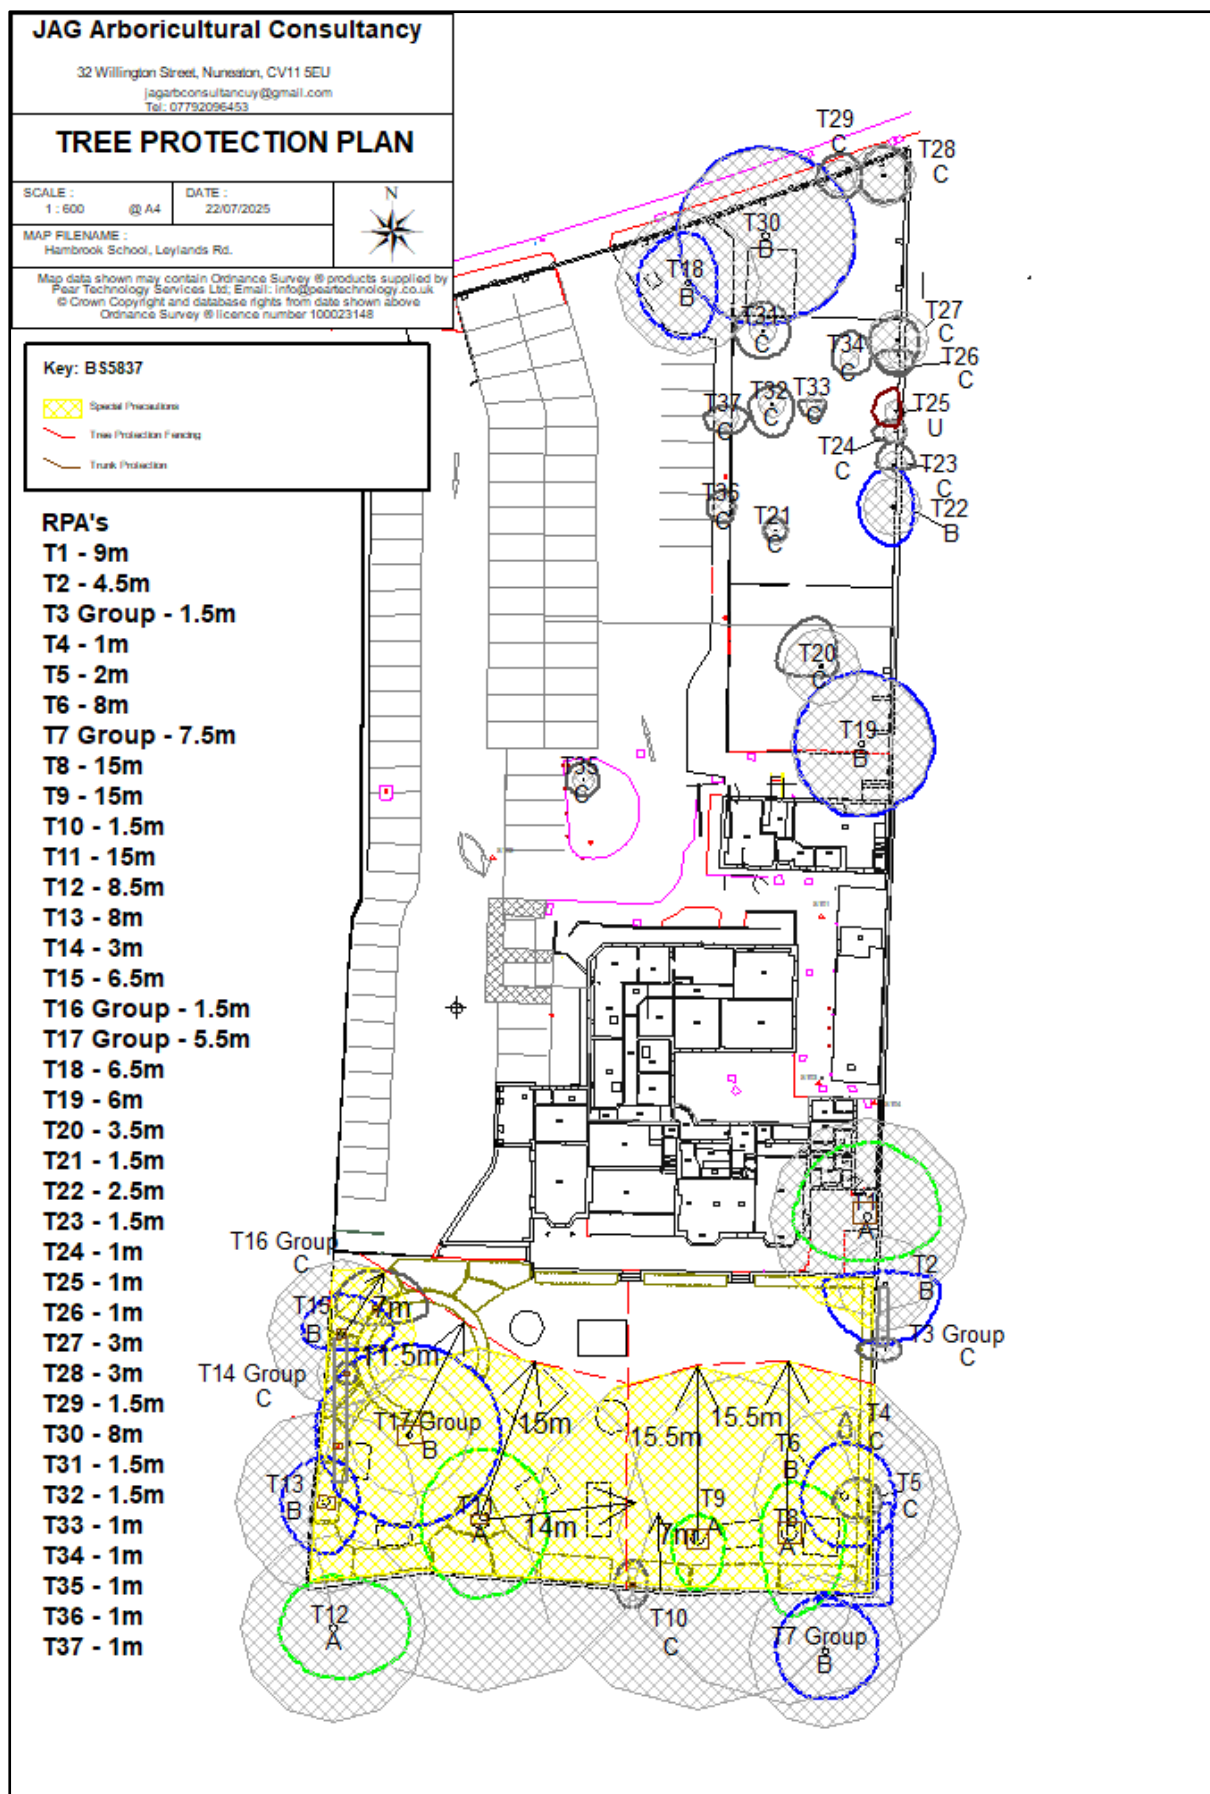 JAG Arboricultural Consultancy
32 Willington Street, Nuneaton, CV11 5EU
jagarbconsultancuy@gmail.com
Tel: 07792096453
TREE PROTECTION PLAN
SCALE :
1 : 600 @ A4
DATE :
22/07/2025
N
MAP FILENAME :
Hambrook School, Leylands Rd.
Map data shown may contain Ordnance Survey ® products supplied by
Pear Technology Services Ltd; Email: info@peartechnology.co.uk
© Crown Copyright and database rights from date shown above
Ordnance Survey ® licence number 100023148
Key: BS5837
Special Precautions
Tree Protection Fencing
Trunk Protection
RPA's
T1 - 9m
T2 - 4.5m
T3 Group - 1.5m
T4 - 1m
T5 - 2m
T6 - 8m
T7 Group - 7.5m
T8 - 15m
T9 - 15m
T10 - 1.5m
T11 - 15m
T12 - 8.5m
T13 - 8m
T14 - 3m
T15 - 6.5m
T16 Group - 1.5m
T17 Group - 5.5m
T18 - 6.5m
T19 - 6m
T20 - 3.5m
T21 - 1.5m
T22 - 2.5m
T23 - 1.5m
T24 - 1m
T25 - 1m
T26 - 1m
T27 - 3m
T28 - 3m
T29 - 1.5m
T30 - 8m
T31 - 1.5m
T32 - 1.5m
T33 - 1m
T34 - 1m
T35 - 1m
T36 - 1m
T37 - 1m
T29
C
T28
C
T30
B
T18
B
T31
C
T34
C
T27
C
T26
C
T37
C
T32
C
T33
C
T25
U
T24
C
T23
C
T22
B
T36
C
T21
C
T20
C
T19
B
T35
C
T1
A
T16 Group
C
T2
B
T15
B
7m
T3 Group
C
11.5m
T14 Group
C
T17 Group
B
15m
15.5m
15.5m
T4
C
T6
B
T13
B
T5
C
T11
A
14m
T9
A
7m
T8
A
T12
A
T10
C
T7 Group
B